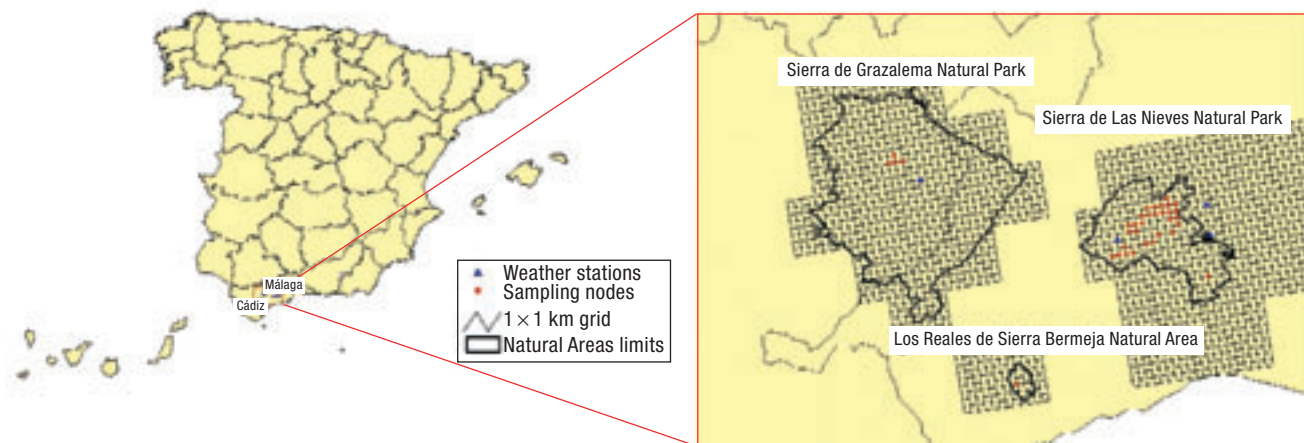 Sierra de Grazalema Natural Park
Sierra de Las Nieves Natural Park
Málaga
Cádiz
Weather stations
Sampling nodes
1 × 1 km grid
Natural Areas limits
Los Reales de Sierra Bermeja Natural Area